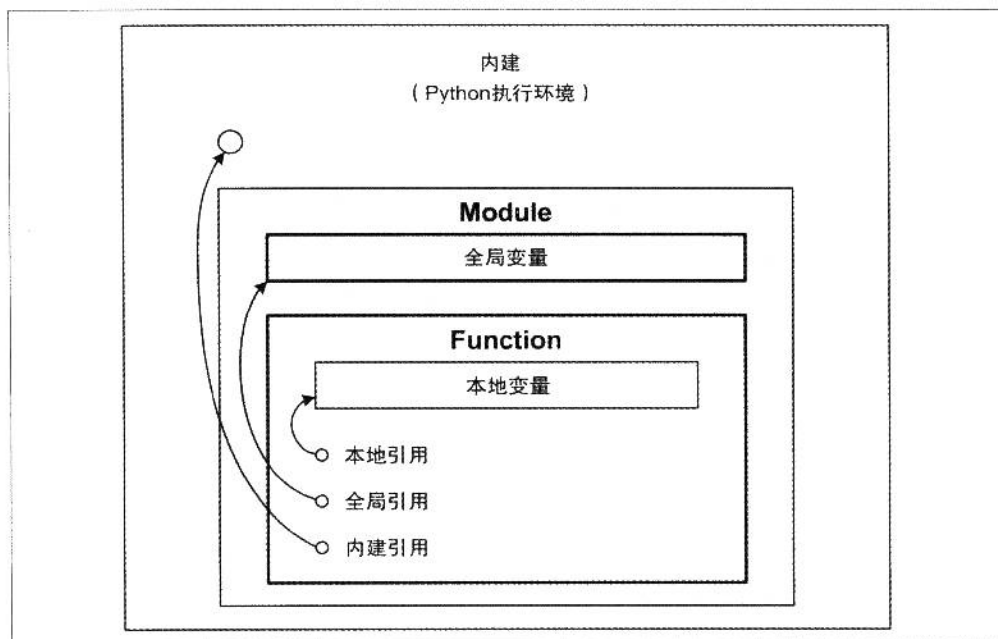 内建
（Python执行环境）
Module
全局变量
Function
本地变量
本地引用
全局引用
内建引用